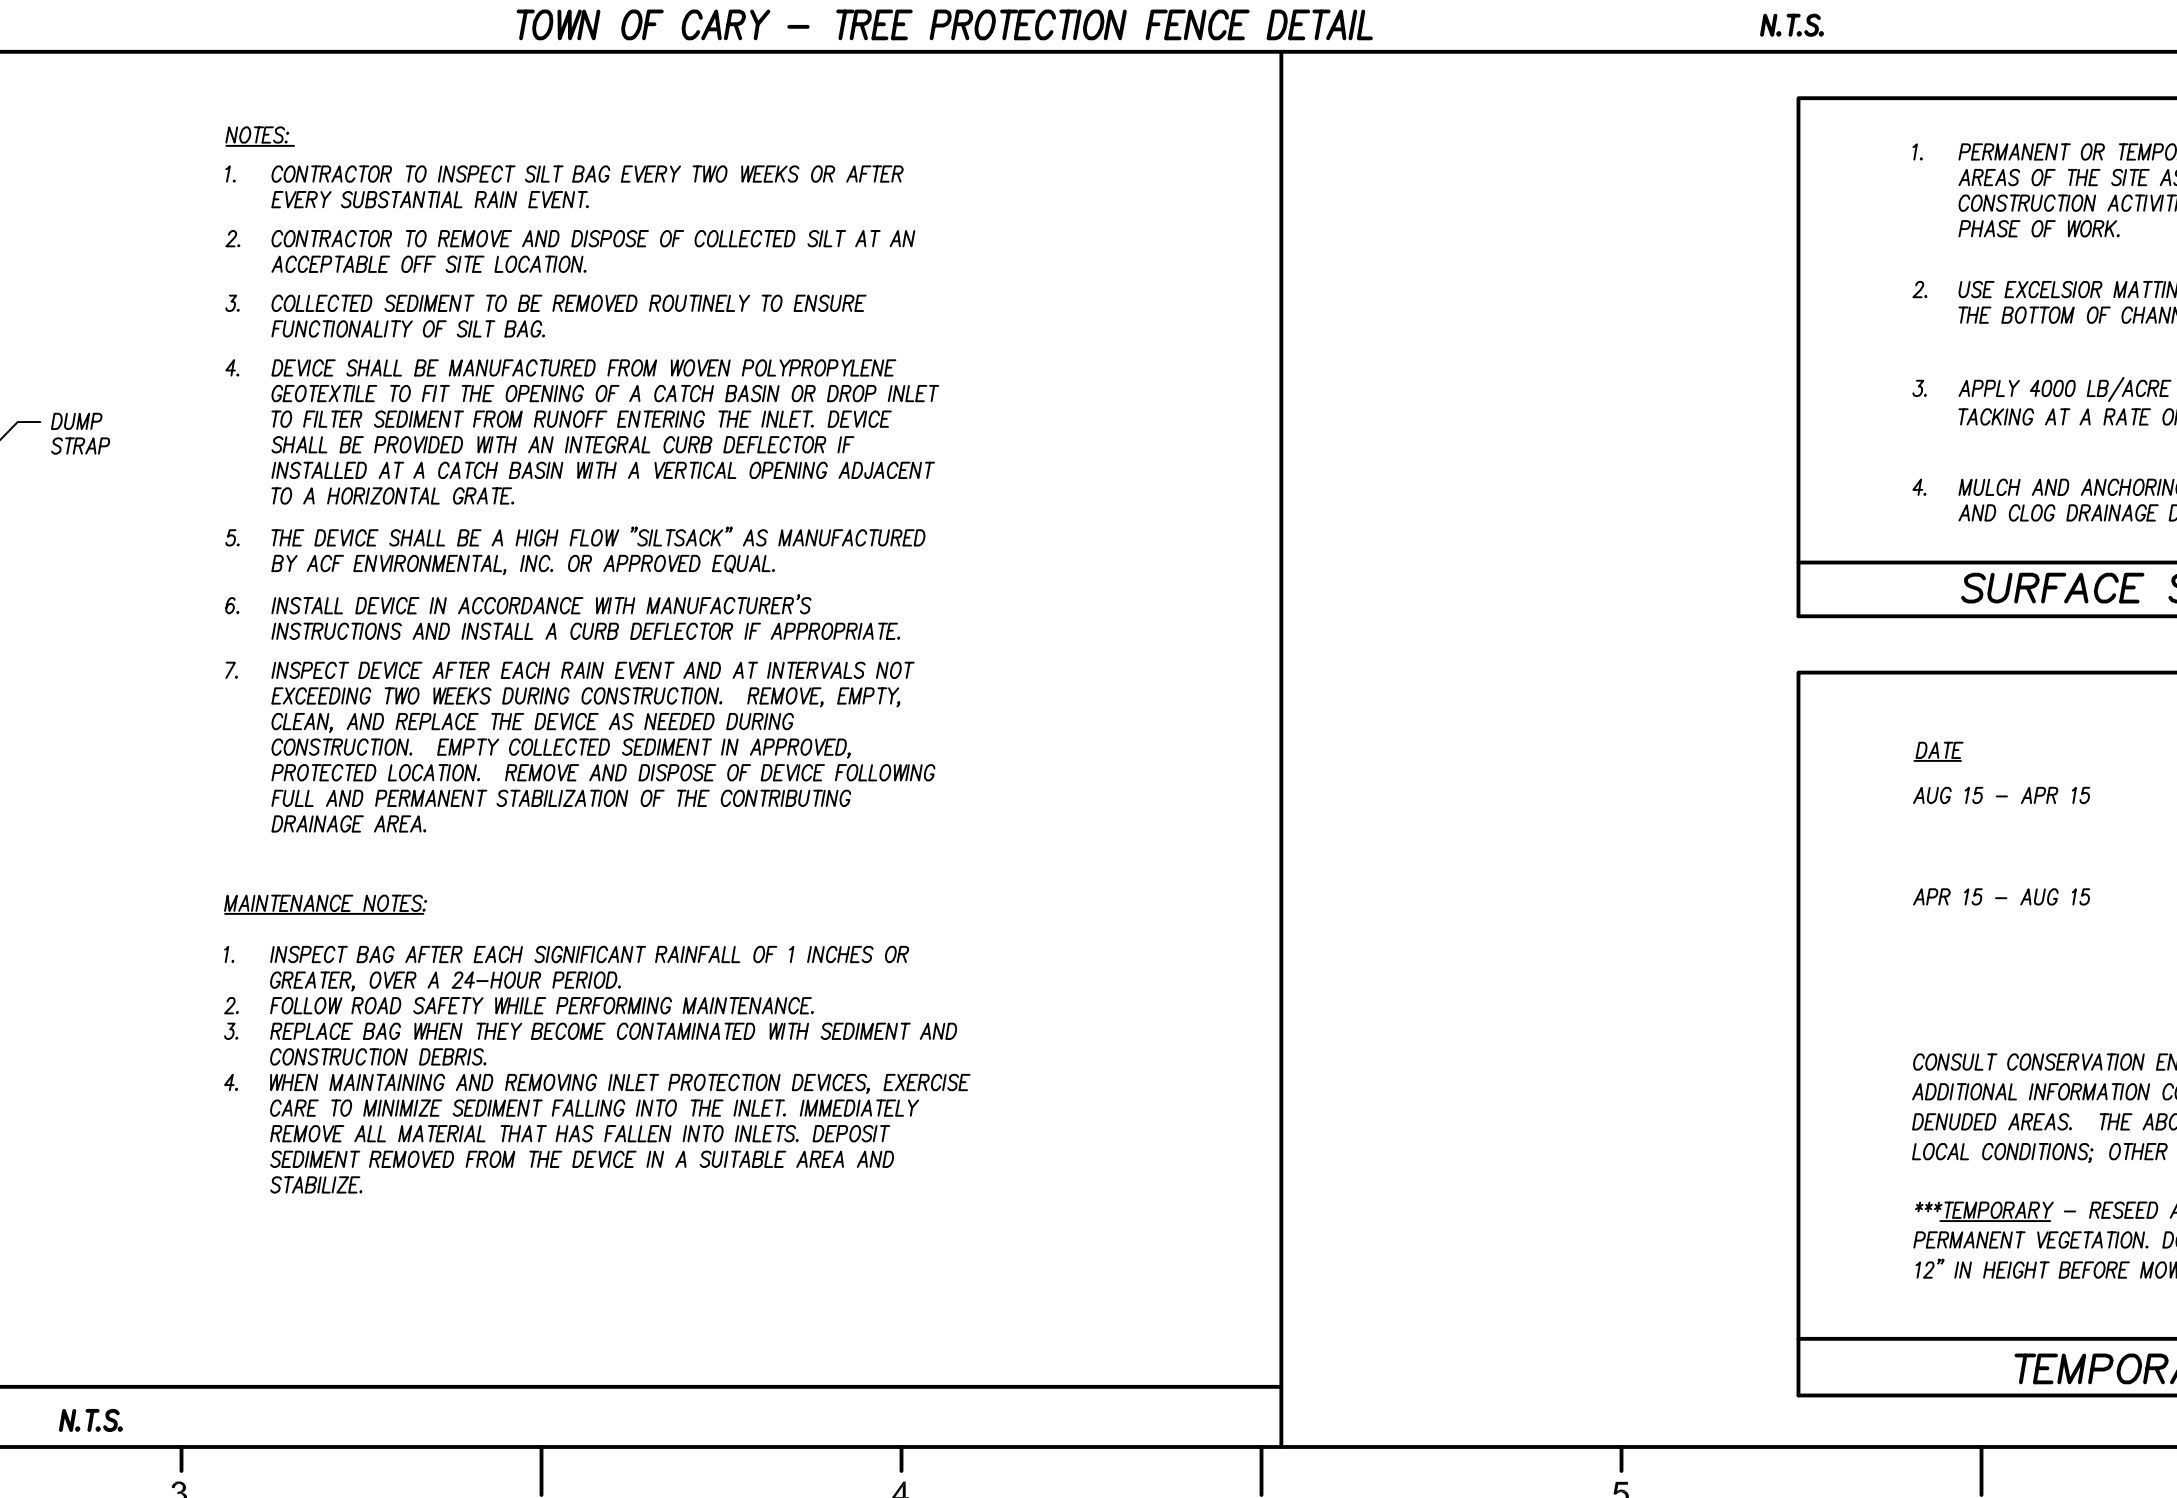 TOWN OF CARY – TREE PROTECTION FENCE DETAIL
N.T.S.
DUMP
STRAP
NOTES:
1. CONTRACTOR TO INSPECT SILT BAG EVERY TWO WEEKS OR AFTER
EVERY SUBSTANTIAL RAIN EVENT.
2. CONTRACTOR TO REMOVE AND DISPOSE OF COLLECTED SILT AT AN
ACCEPTABLE OFF SITE LOCATION.
3. COLLECTED SEDIMENT TO BE REMOVED ROUTINELY TO ENSURE
FUNCTIONALITY OF SILT BAG.
4. DEVICE SHALL BE MANUFACTURED FROM WOVEN POLYPROPYLENE
GEOTEXTILE TO FIT THE OPENING OF A CATCH BASIN OR DROP INLET
TO FILTER SEDIMENT FROM RUNOFF ENTERING THE INLET. DEVICE
SHALL BE PROVIDED WITH AN INTEGRAL CURB DEFLECTOR IF
INSTALLED AT A CATCH BASIN WITH A VERTICAL OPENING ADJACENT
TO A HORIZONTAL GRATE.
5. THE DEVICE SHALL BE A HIGH FLOW "SILTSACK" AS MANUFACTURED
BY ACF ENVIRONMENTAL, INC. OR APPROVED EQUAL.
6. INSTALL DEVICE IN ACCORDANCE WITH MANUFACTURER'S
INSTRUCTIONS AND INSTALL A CURB DEFLECTOR IF APPROPRIATE.
7. INSPECT DEVICE AFTER EACH RAIN EVENT AND AT INTERVALS NOT
EXCEEDING TWO WEEKS DURING CONSTRUCTION. REMOVE, EMPTY,
CLEAN, AND REPLACE THE DEVICE AS NEEDED DURING
CONSTRUCTION. EMPTY COLLECTED SEDIMENT IN APPROVED,
PROTECTED LOCATION. REMOVE AND DISPOSE OF DEVICE FOLLOWING
FULL AND PERMANENT STABILIZATION OF THE CONTRIBUTING
DRAINAGE AREA.
MAINTENANCE NOTES:
1. INSPECT BAG AFTER EACH SIGNIFICANT RAINFALL OF 1 INCHES OR
GREATER, OVER A 24–HOUR PERIOD.
2. FOLLOW ROAD SAFETY WHILE PERFORMING MAINTENANCE.
3. REPLACE BAG WHEN THEY BECOME CONTAMINATED WITH SEDIMENT AND
CONSTRUCTION DEBRIS.
4. WHEN MAINTAINING AND REMOVING INLET PROTECTION DEVICES, EXERCISE
CARE TO MINIMIZE SEDIMENT FALLING INTO THE INLET. IMMEDIATELY
REMOVE ALL MATERIAL THAT HAS FALLEN INTO INLETS. DEPOSIT
SEDIMENT REMOVED FROM THE DEVICE IN A SUITABLE AREA AND
STABILIZE.
N.T.S.
1. PERMANENT OR
AREAS OF THE SITE
CONSTRUCTION
PHASE OF WORK.
2. USE EXCELSIOR
THE BOTTOM OF
3. APPLY 4000 LB/ACRE
TACKING AT A RATE
4. MULCH AND
AND CLOG DRAINAGE
SURFACE
DATE
AUG 15 – APR 15
APR 15 – AUG 15
CONSULT CONSERVATION
ADDITIONAL INFORMATION
DENUDED AREAS. THE
LOCAL CONDITIONS; OTHER
***TEMPORARY – RESEED
PERMANENT VEGETATION.
12" IN HEIGHT BEFORE
3
4
5